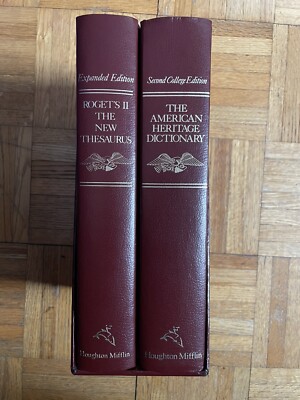 Expanded Edition
ROGET'S II
THE
NEW
THESAURUS
Houghton Mifflin
Second College Edition
THE
AMERICAN
HERITAGE
DICTIONARY
Houghton Mifflin